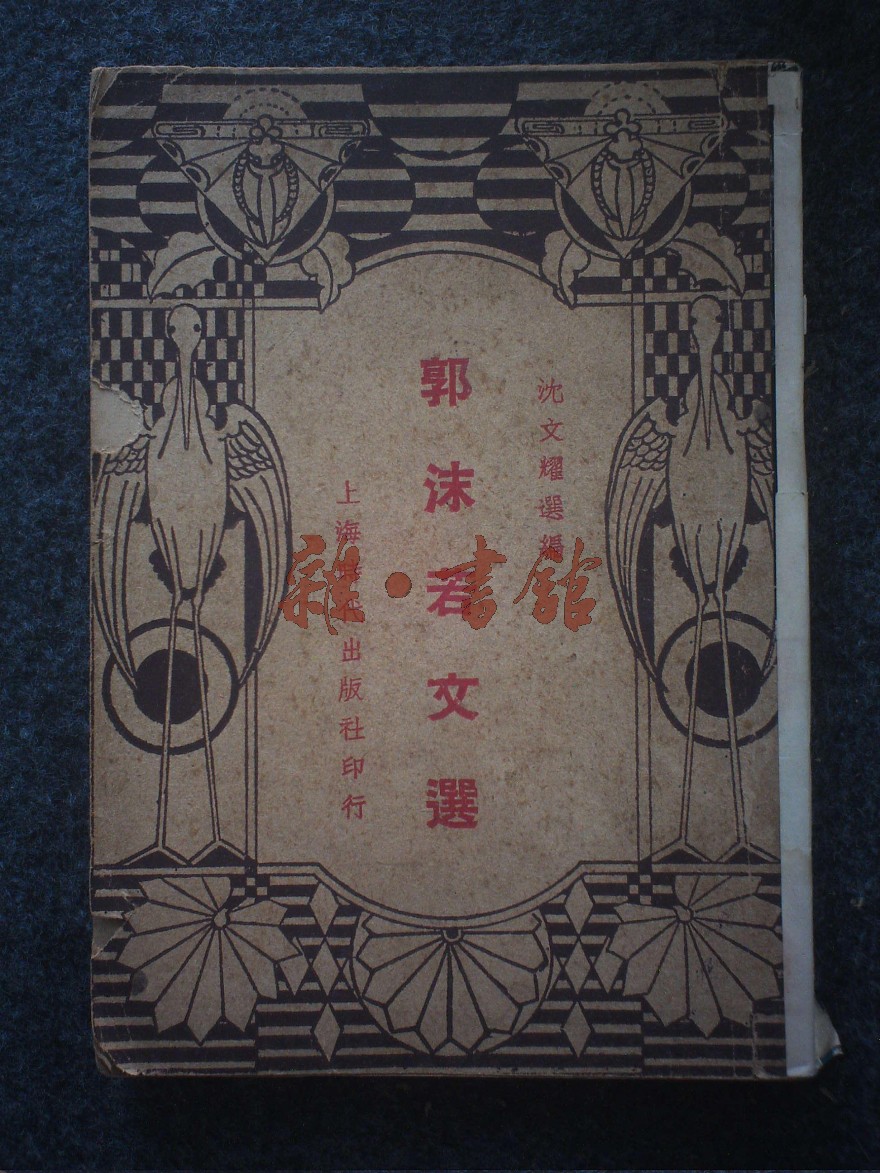 沈文耀選編
郭沫若文選
上海出版社印行
雜·書館